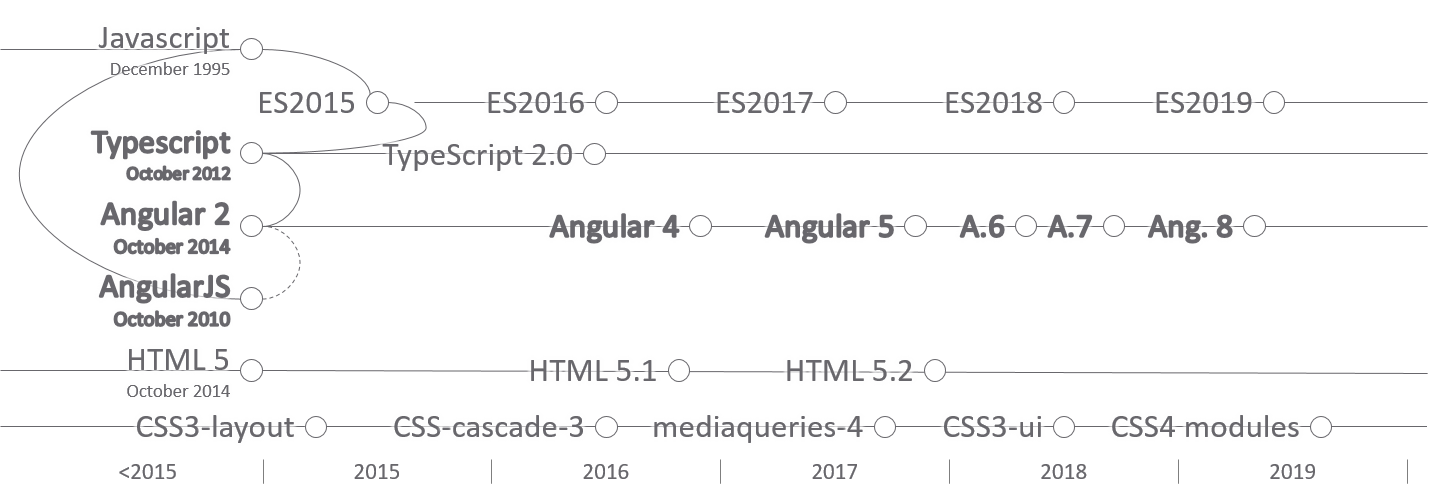 Javascript
December 1995
ES2015 ES2016 ES2017 ES2018 ES2019
Typescript
October 2012
TypeScript 2.0
Angular 2
October 2014
Angular 4 Angular 5 A.6 A.7 Ang. 8
AngularJS
October 2010
HTML 5
October 2014
HTML 5.1 HTML 5.2
CSS3-layout CSS-cascade-3 mediaqueries-4 CSS3-ui CSS4 modules
<2015 2015 2016 2017 2018 2019